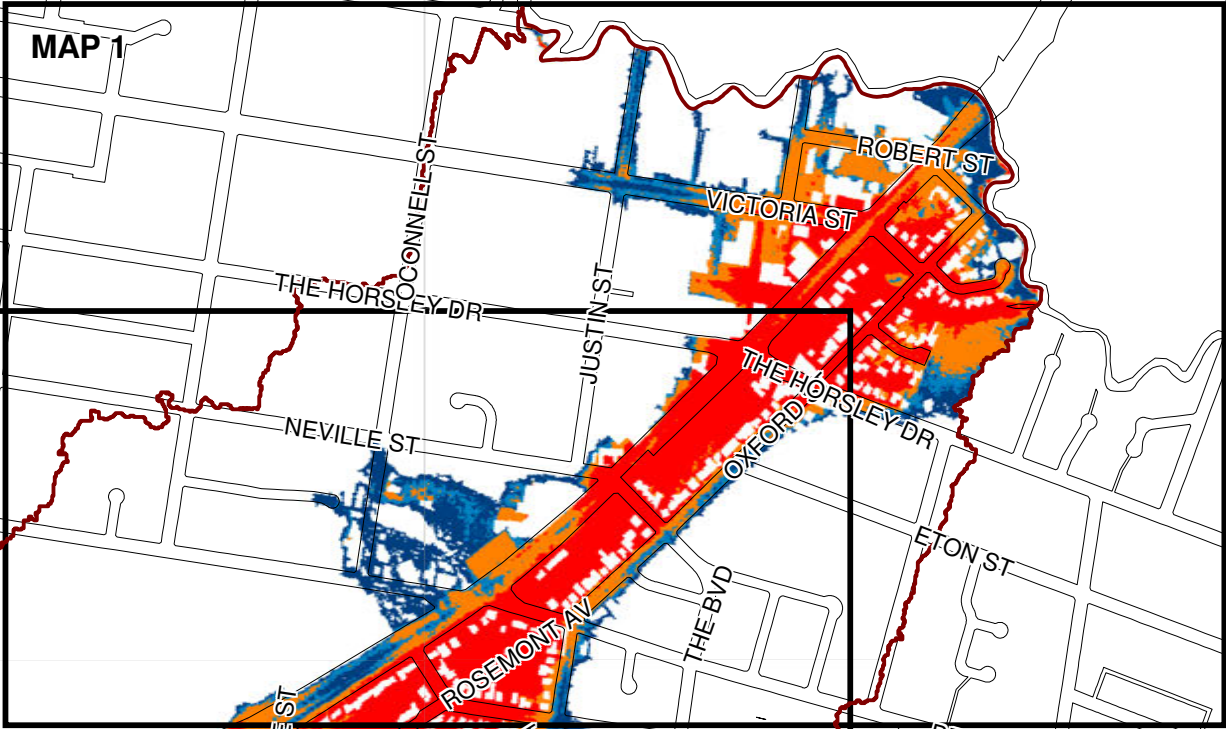 MAP 1
ROBERT ST
VICTORIA ST
OCONNELL ST
THE HORSLEY DR
JUSTIN ST
THE HORSLEY DR
OXFORD
NEVILLE ST
ETON ST
THE BVD
ROSEMONT AV
E ST